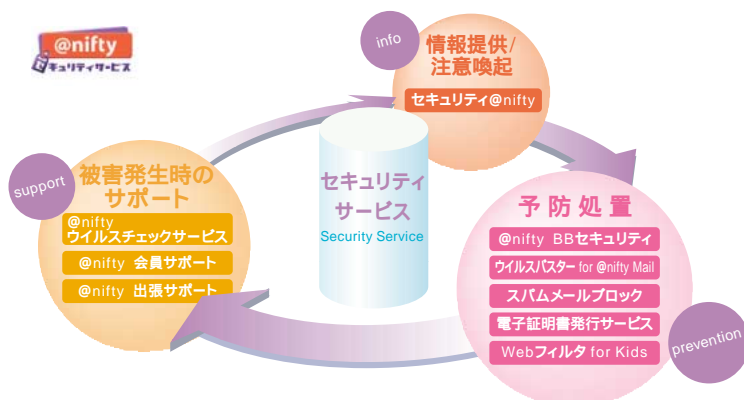 @nifty
セキュリティサービス
info
情報提供/
注意喚起
セキュリティ@nifty
support
被害発生時の
サポート
@nifty
ウイルスチェックサービス
@nifty 会員サポート
@nifty 出張サポート
セキュリティ
サービス
Security Service
予防処置
@nifty BBセキュリティ
ウイルスバスター for @nifty Mail
スパムメールブロック
電子証明書発行サービス
Webフィルタ for Kids
prevention